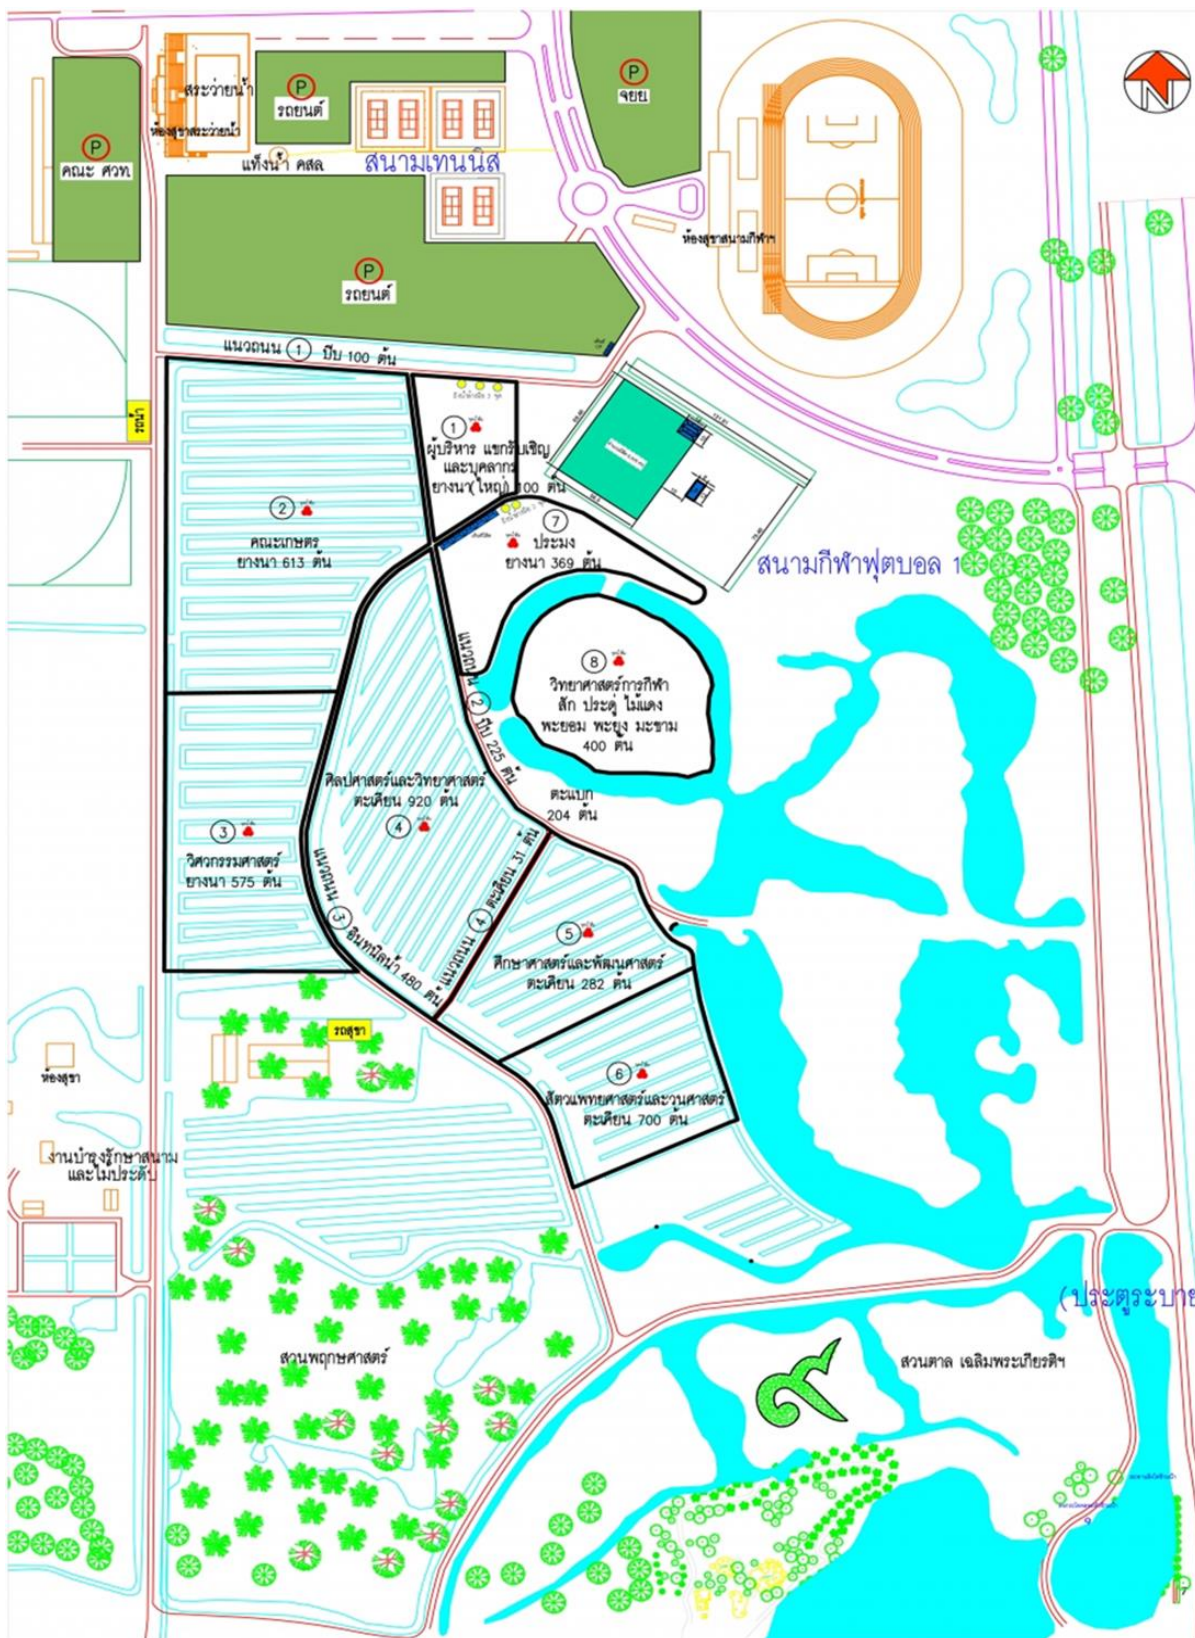 P
จยย
N
สระว่ายน้ำ
P
รถยนต์
P
คณะ ศวท.
ห้องสุขาสระว่ายน้ำ
แท็งน้ำ คสล
สนามเทนนิส
ห้องสุขาสนามกีฬาฯ
P
รถยนต์
แนวถนน 1 ปีบ 100 ต้น
รถน้ำ
1
ผู้บริหาร แขกรับเชิญ
และบุคลากร
ยางนา(ใหญ่) 100 ต้น
2
คณะเกษตร
ยางนา 613 ต้น
7
ประมง
ยางนา 369 ต้น
สนามกีฬาฟุตบอล 1
8
วิทยาศาสตร์การกีฬา
สัก ประดู่ ไม้แดง
พะยอม พะยูง มะขาม
400 ต้น
แนวถนน 2 ปีบ 225 ต้น
ศิลปศาสตร์และวิทยาศาสตร์
ตะเคียน 920 ต้น
4
ตะแบก
204 ต้น
3
วิศวกรรมศาสตร์
ยางนา 575 ต้น
แนวถนน 3 อินทนิลน้ำ 480 ต้น
แนวถนน 4 ตะเคียน 31 ต้น
5
ศึกษาศาสตร์และพัฒนศาสตร์
ตะเคียน 282 ต้น
รถสุขา
ห้องสุขา
6
สัตวแพทยศาสตร์และวนศาสตร์
ตะเคียน 700 ต้น
งานบำรุงรักษาสนาม
และไม้ประดับ
(ประตูระบาย
สวนพฤกษศาสตร์
สวนตาล เฉลิมพระเกียรติฯ
๙